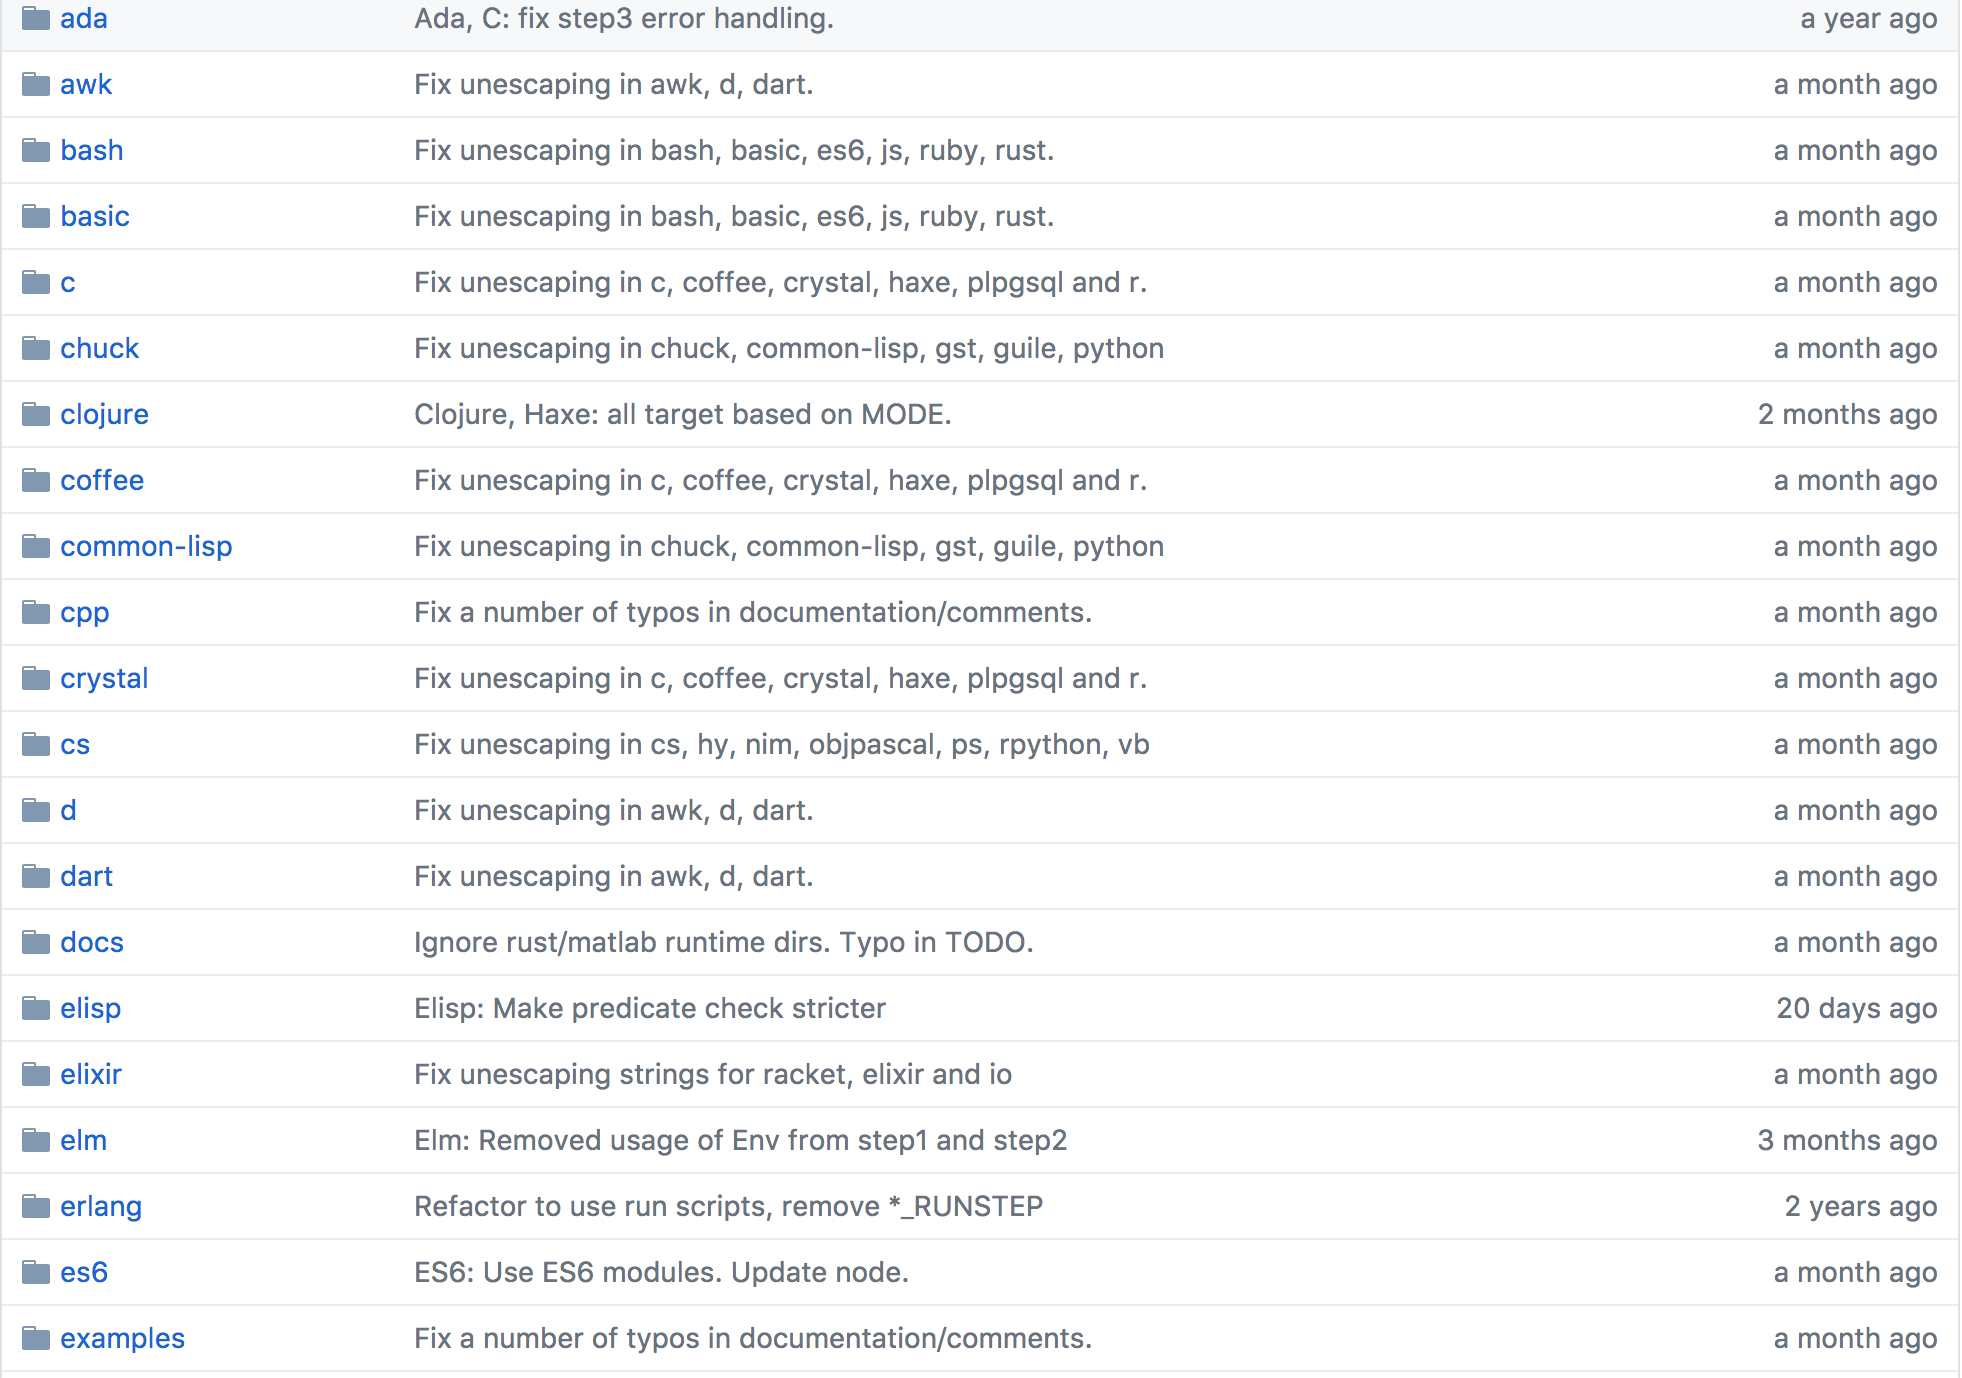 ada Ada, C: fix step3 error handling. a year ago
awk Fix unescaping in awk, d, dart. a month ago
bash Fix unescaping in bash, basic, es6, js, ruby, rust. a month ago
basic Fix unescaping in bash, basic, es6, js, ruby, rust. a month ago
c Fix unescaping in c, coffee, crystal, haxe, plpgsql and r. a month ago
chuck Fix unescaping in chuck, common-lisp, gst, guile, python a month ago
clojure Clojure, Haxe: all target based on MODE. 2 months ago
coffee Fix unescaping in c, coffee, crystal, haxe, plpgsql and r. a month ago
common-lisp Fix unescaping in chuck, common-lisp, gst, guile, python a month ago
cpp Fix a number of typos in documentation/comments. a month ago
crystal Fix unescaping in c, coffee, crystal, haxe, plpgsql and r. a month ago
cs Fix unescaping in cs, hy, nim, objpascal, ps, rpython, vb a month ago
d Fix unescaping in awk, d, dart. a month ago
dart Fix unescaping in awk, d, dart. a month ago
docs Ignore rust/matlab runtime dirs. Typo in TODO. a month ago
elisp Elisp: Make predicate check stricter 20 days ago
elixir Fix unescaping strings for racket, elixir and io a month ago
elm Elm: Removed usage of Env from step1 and step2 3 months ago
erlang Refactor to use run scripts, remove *_RUNSTEP 2 years ago
es6 ES6: Use ES6 modules. Update node. a month ago
examples Fix a number of typos in documentation/comments. a month ago